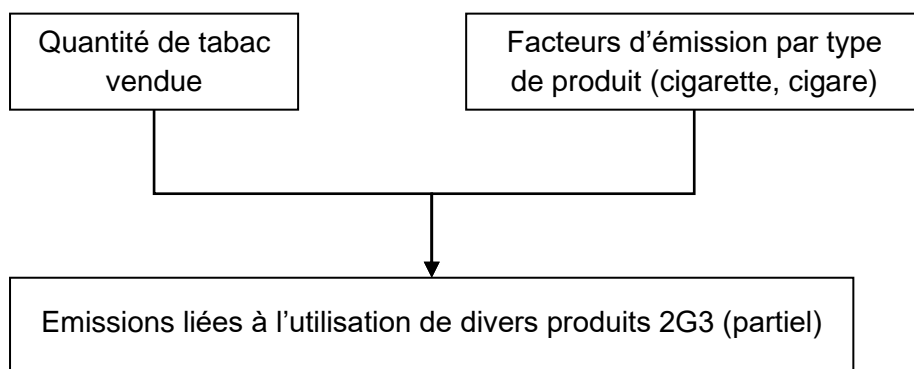 Quantité de tabac
vendue
Facteurs d’émission par type
de produit (cigarette, cigare)
Emissions liées à l’utilisation de divers produits 2G3 (partiel)